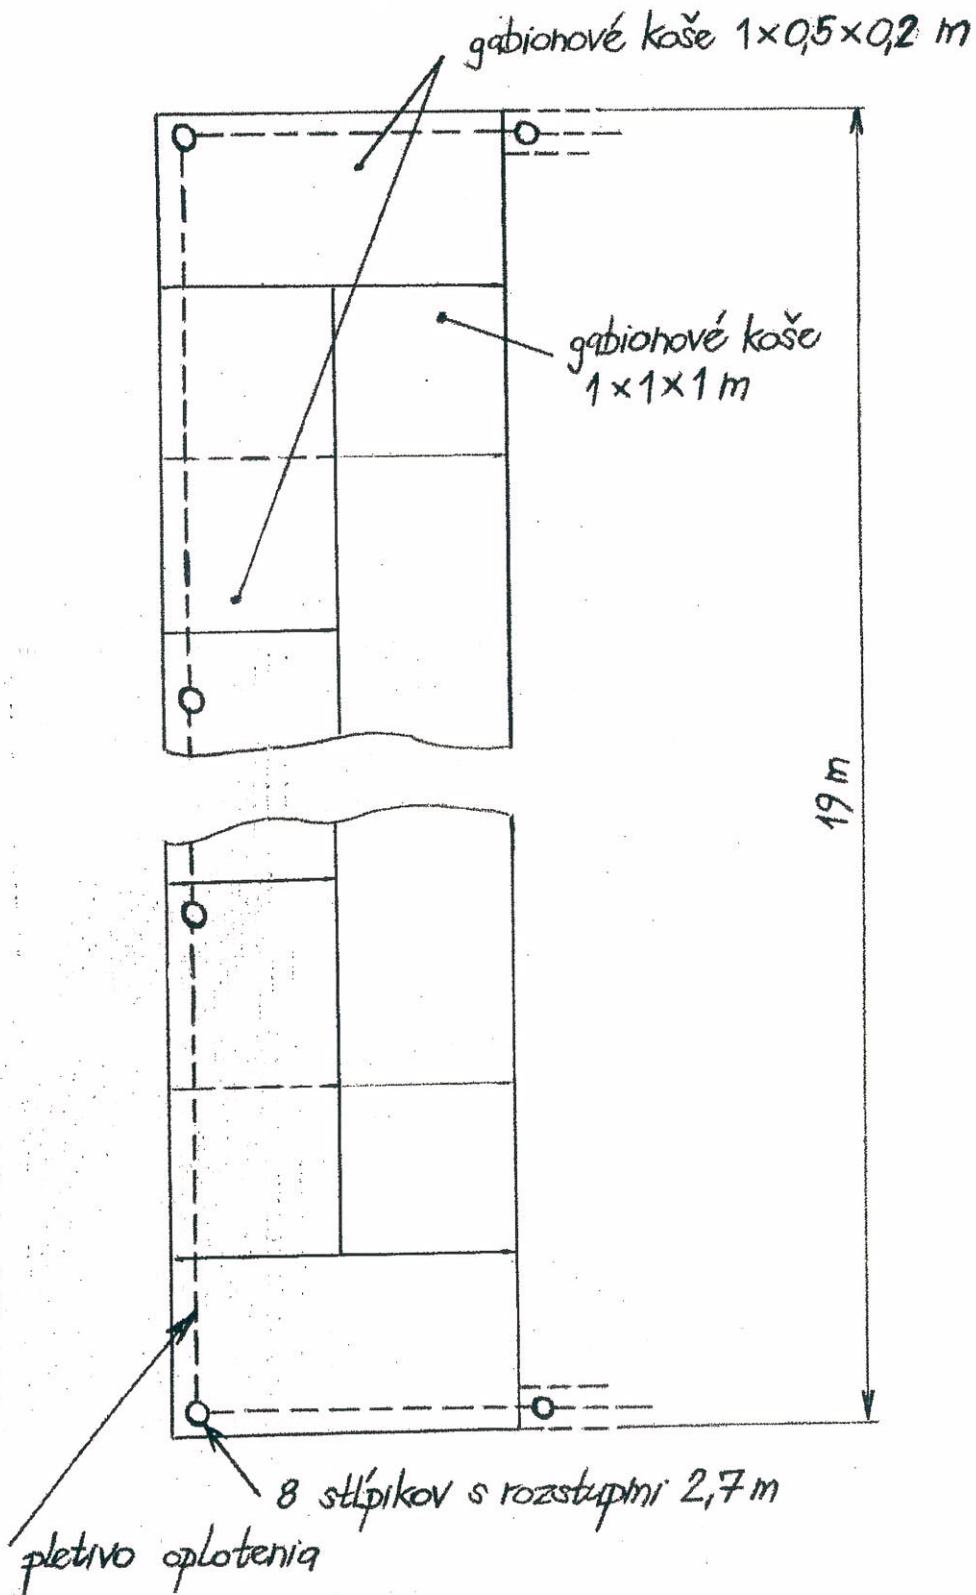 gabionové koše 1×0,5×0,2 m
gabionové koše
1×1×1 m
19 m
8 stĺpikov s rozstupmi 2,7 m
pletivo oplotenia